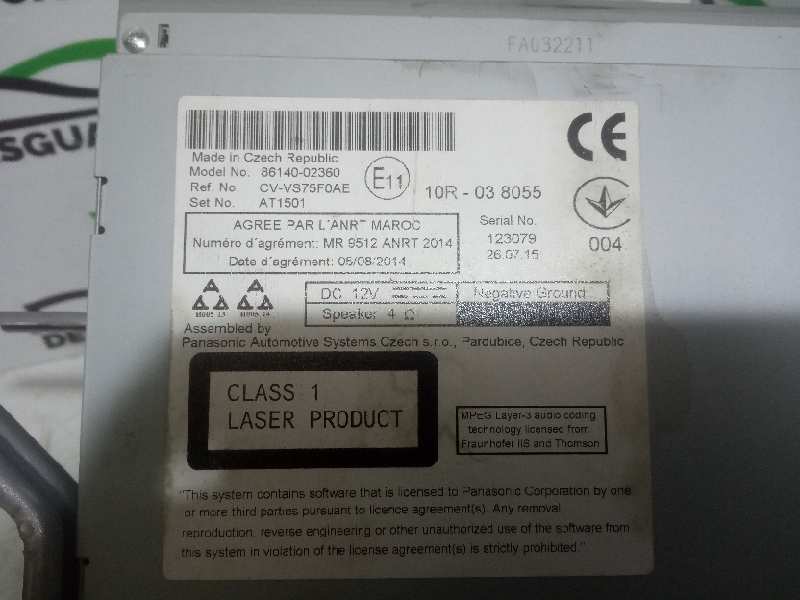 FA032211
SGUA
DE
Made in Czech Republic
Model No. 86140-02360
Ref. No CV-VS75F0AE
Set No. AT1501
E11
10R - 03 8055
CE
AGREE PAR L´ANRT MAROC
Numéro d´agrément: MR 9512 ANRT 2014
Date d´agrément: 06/08/2014
Serial No.
123079
26.07.15
004
DC 12V
Negative Ground
Speaker 4 Ω
Assembled by
Panasonic Automotive Systems Czech s.r.o., Pardubice, Czech Republic
CLASS 1
LASER PRODUCT
MPEG Layer-3 audio coding
technology licensed from
Fraunhofer IIS and Thomson
"This system contains software that is licensed to Panasonic Corporation by one
or more third parties pursuant to licence agreement(s). Any removal
reproduction, reverse engineering or other unauthorized use of the software from
this system in violation of the license agreement(s) is strictly prohibited."